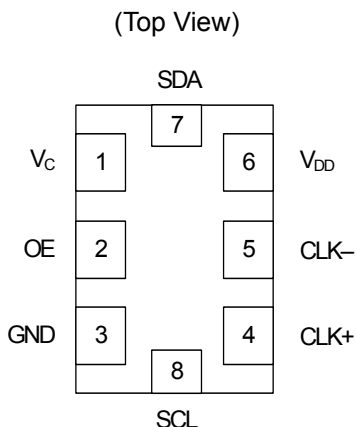 (Top View)
SDA
7
VC 1 6 VDD
OE 2 5 CLK–
GND 3 4 CLK+
8
SCL